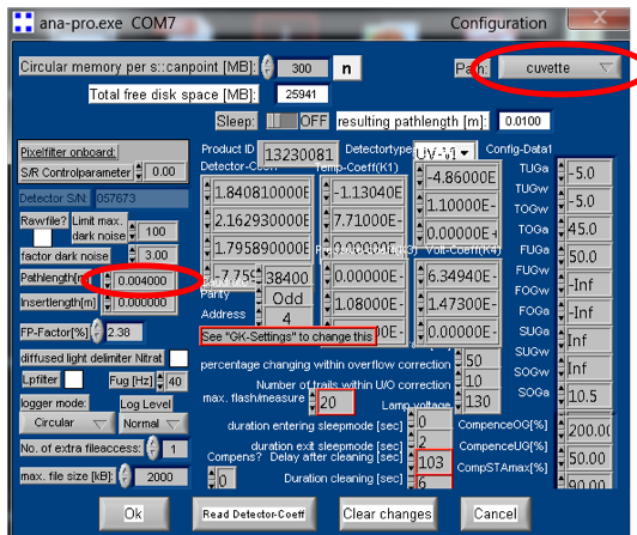 ana-pro.exe COM7
Configuration
Circular memory per s::canpoint [MB]: 300 n
Path: cuvette
Total free disk space [MB]: 25941
Sleep: OFF resulting pathlength [m]: 0.0100
Pixelfilter onboard:
S/R Controlparameter 0.00
Detector S/N: 057673
Rawfile? Limit max.
dark noise 100
factor dark noise 3.00
Pathlength[m] 0.004000
Insertlength[m] 0.000000
FP-Factor[%] 2.38
diffused light delimiter Nitrat
Lpfilter Fug [Hz] 40
logger mode: Log Level
Circular Normal
No. of extra fileaccess: 1
max. file size [kB]: 2000
Product ID 13230081 Detectortype
Config-Data1
Detector-Coeff
Temp-Coeff(K1)
1.840810000E -1.13040E -4.86000E
2.162930000E 7.71000E- 1.10000E-
1.795890000E 0.00000E+
Volt-Coeff(K4)
-7.759 38400 0.00000E- 6.34940E-
Parity Odd 1.08000E- 1.47300E-
Address 4 00E- 0.00000E-
See "GK-Settings" to change this
percentage changing within overflow correction 50
Number of trails within U/O correction 10
max. flash/measure 20 Lamp voltage 130
duration entering sleepmode [sec] 0
duration exit sleepmode [sec] 2
Compens? Delay after cleaning [sec] 103
0 Duration cleaning [sec] 6
TUGa -5.0
TUGw -5.0
TOGw
TOGa 45.0
FUGa 50.0
FUGw -Inf
FOGw
FOGa -Inf
SUGa Inf
SUGw
SOGw Inf
SOGa 10.5
CompenceOG[%] 200.0(
CompenceUG[%] 50.00
CompSTAmax[%] 90.00
Ok Read Detector-Coeff Clear changes Cancel